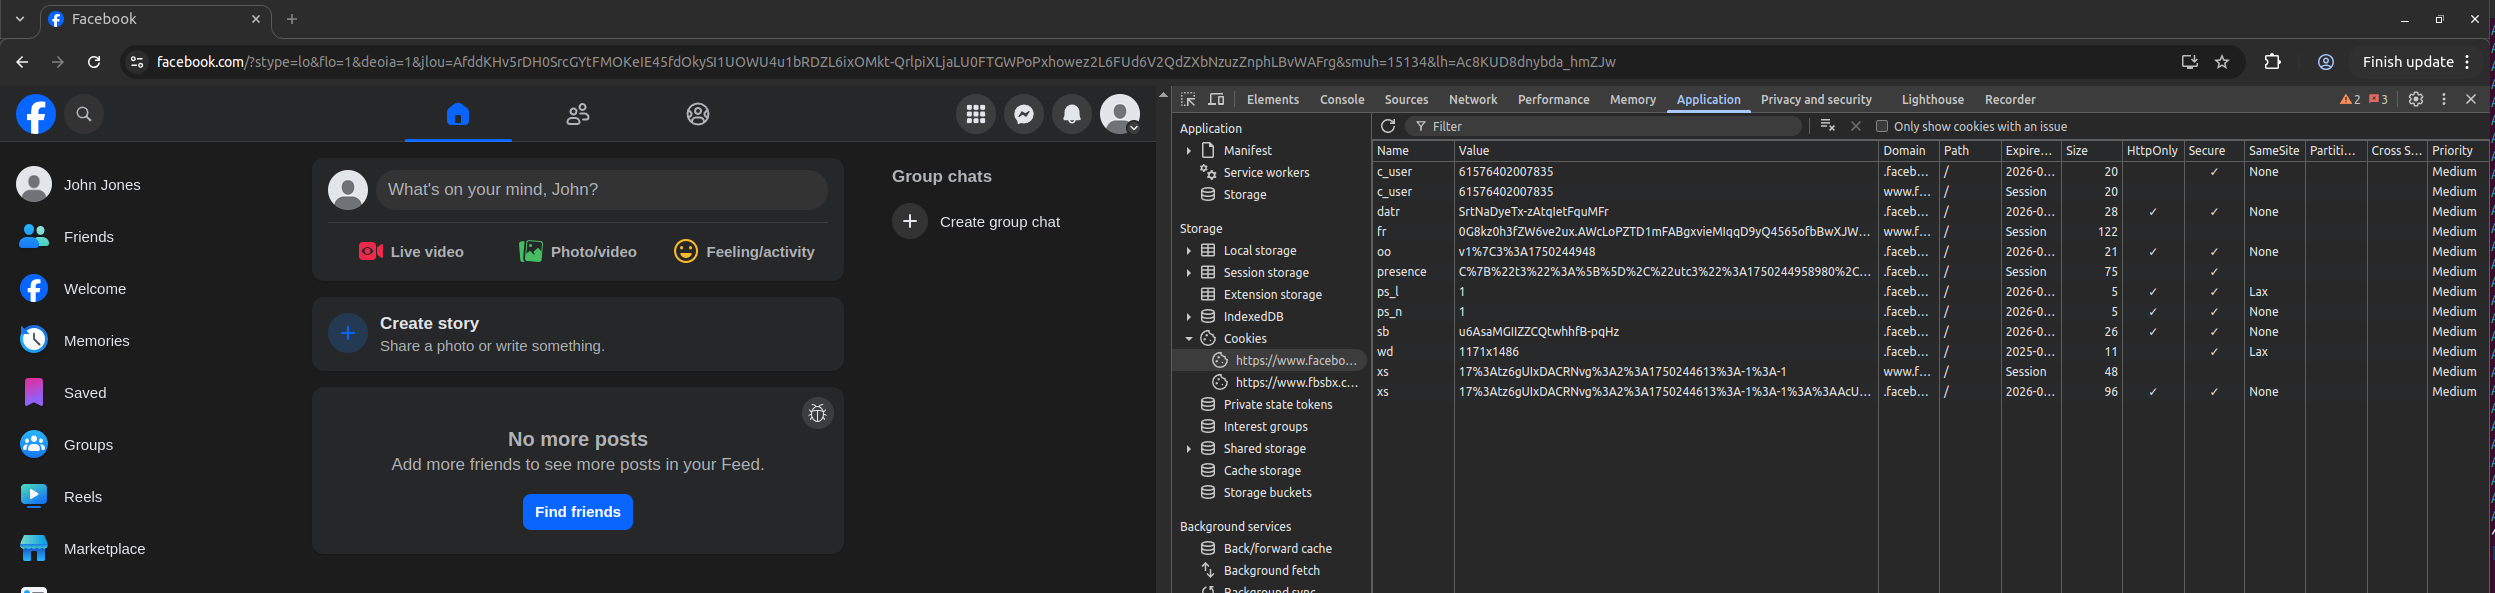 Facebook
facebook.com/?stype=lo&flo=1&deoia=1&jlou=AfddKHv5rDH0SrcGYtFMOKeIE45fdOkySI1UOWU4u1bRDZL6ixOMkt-QrlpiXLjaLU0FTGWPoPxhowez2L6FUd6V2QdZXbNzuzZnphLBvWAFrg&smuh=15134&lh=Ac8KUD8dnybda_hmZJw
Finish update
John Jones
Friends
Welcome
Memories
Saved
Groups
Reels
Marketplace
What's on your mind, John?
Live video Photo/video Feeling/activity
Create story
Share a photo or write something.
No more posts
Add more friends to see more posts in your Feed.
Find friends
Group chats
Create group chat
Elements Console Sources Network Performance Memory Application Privacy and security Lighthouse Recorder 2 3
Application
Manifest
Service workers
Storage
Storage
Local storage
Session storage
Extension storage
IndexedDB
Cookies
https://www.facebo...
https://www.fbsbx.c...
Private state tokens
Interest groups
Shared storage
Cache storage
Storage buckets
Background services
Back/forward cache
Background fetch
Background sync
Filter Only show cookies with an issue
Name Value Domain Path Expire... Size HttpOnly Secure SameSite Partiti... Cross S... Priority
c_user 61576402007835 .faceb... / 2026-0... 20 ✓ None Medium
c_user 61576402007835 www.f... / Session 20 Medium
datr SrtNaDyeTx-zAtqIetFquMFr .faceb... / 2026-0... 28 ✓ ✓ None Medium
fr 0G8kz0h3fZW6ve2ux.AWcLoPZTD1mFABgxvieMIqqD9yQ4565ofbBwXJW... www.f... / Session 122 Medium
oo v1%7C3%3A1750244948 .faceb... / 2026-0... 21 ✓ ✓ None Medium
presence C%7B%22t3%22%3A%5B%5D%2C%22utc3%22%3A1750244958980%2C... .faceb... / Session 75 ✓ Medium
ps_l 1 .faceb... / 2026-0... 5 ✓ ✓ Lax Medium
ps_n 1 .faceb... / 2026-0... 5 ✓ ✓ None Medium
sb u6AsaMGIIZZCQtwhhfB-pqHz .faceb... / 2026-0... 26 ✓ ✓ None Medium
wd 1171x1486 .faceb... / 2025-0... 11 ✓ Lax Medium
xs 17%3Atz6gUIxDACRNvg%3A2%3A1750244613%3A-1%3A-1 www.f... / Session 48 Medium
xs 17%3Atz6gUIxDACRNvg%3A2%3A1750244613%3A-1%3A-1%3A%3AAcU... .faceb... / 2026-0... 96 ✓ ✓ None Medium